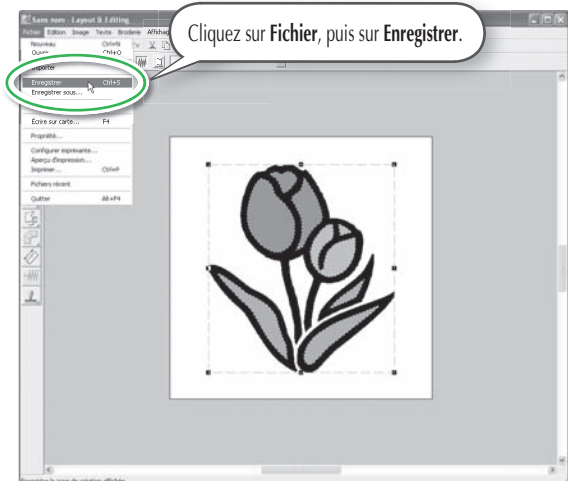 Sans nom - Layout & Editing
Fichier Edition Image Texte Broderie Affichage
Cliquez sur Fichier, puis sur Enregistrer.
Nouveau Ctrl+N
Ouvrir... Ctrl+O
Importer
Enregistrer Ctrl+S
Enregistrer sous...
Écrire sur carte... F4
Propriété...
Configurer imprimante...
Aperçu d'impression...
Imprimer... Ctrl+P
Fichiers récent
Quitter Alt+F4